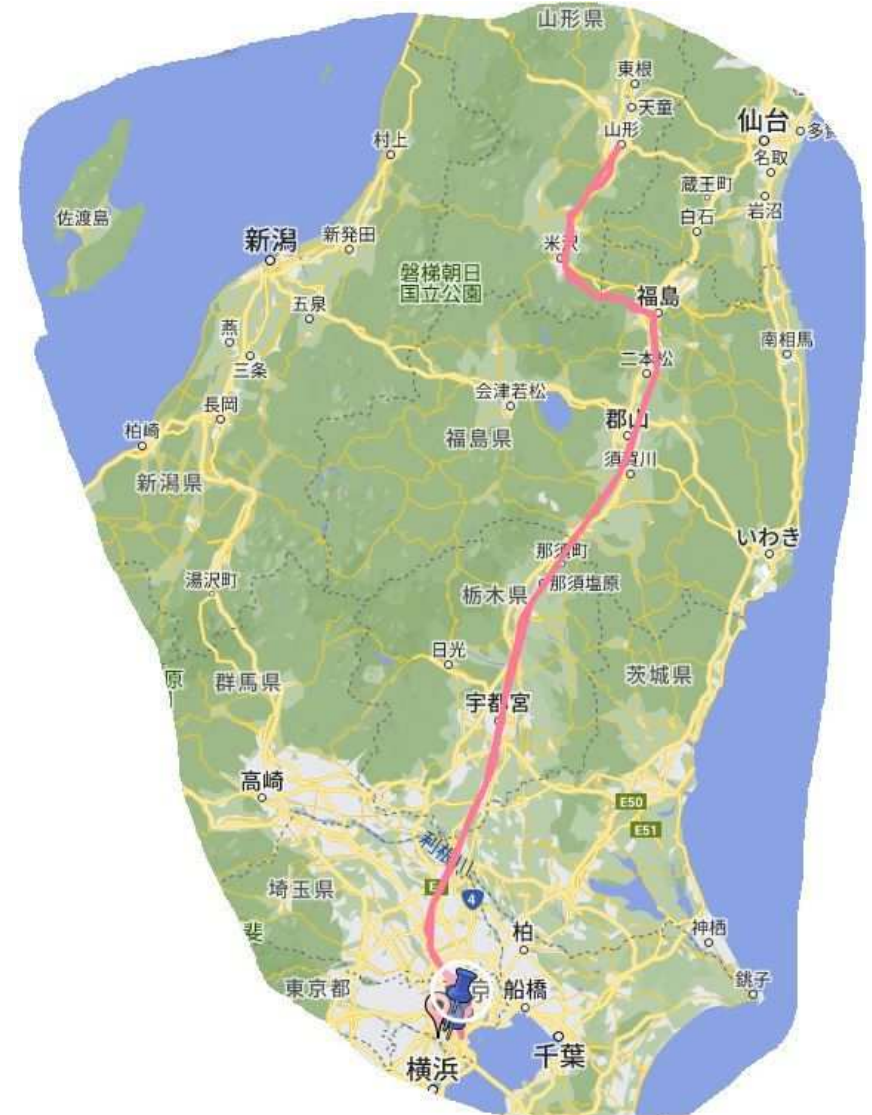 山形県
東根
天童
山形
仙台
名取
村上
蔵王町
岩沼
白石
佐渡島
新発田
新潟
米沢
磐梯朝日
国立公園
福島
五泉
燕
三条
二本松
南相馬
会津若松
長岡
郡山
柏崎
福島県
須賀川
新潟県
いわき
那須町
湯沢町
那須塩原
栃木県
日光
原
群馬県
茨城県
宇都宮
高崎
E50
E51
利根川
埼玉県
4
柏
神栖
斐
銚子
東京都
京
船橋
千葉
横浜